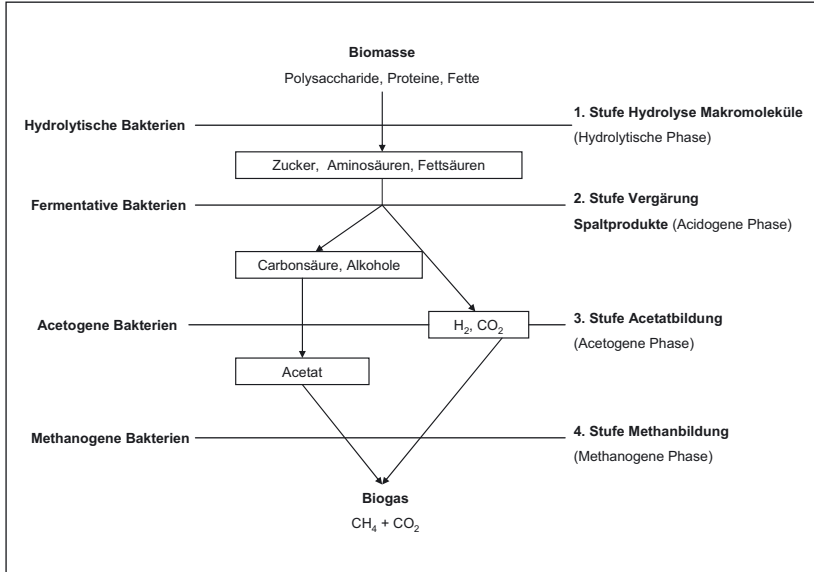 Biomasse
Polysaccharide, Proteine, Fette
Hydrolytische Bakterien
1. Stufe Hydrolyse Makromoleküle
(Hydrolytische Phase)
Zucker, Aminosäuren, Fettsäuren
Fermentative Bakterien
2. Stufe Vergärung
Spaltprodukte (Acidogene Phase)
Carbonsäure, Alkohole
Acetogene Bakterien
H₂, CO₂
3. Stufe Acetatbildung
(Acetogene Phase)
Acetat
Methanogene Bakterien
4. Stufe Methanbildung
(Methanogene Phase)
Biogas
CH₄ + CO₂